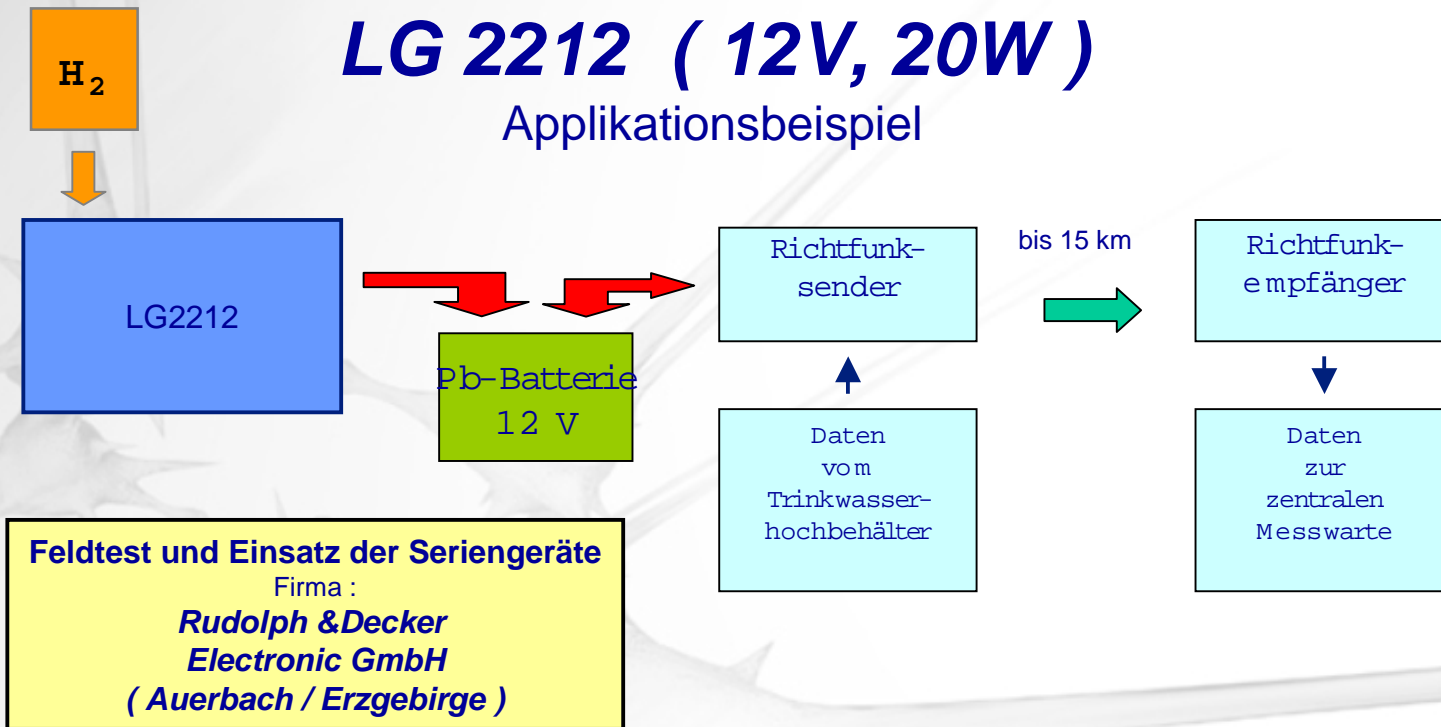 H₂
LG 2212 ( 12V, 20W )
Applikationsbeispiel
LG2212
Pb-Batterie
12 V
Richtfunk-
sender
bis 15 km
Richtfunk-
empfänger
Daten
vom
Trinkwasser-
hochbehälter
Daten
zur
zentralen
Messwarte
Feldtest und Einsatz der Seriengeräte
Firma :
Rudolph &Decker
Electronic GmbH
( Auerbach / Erzgebirge )